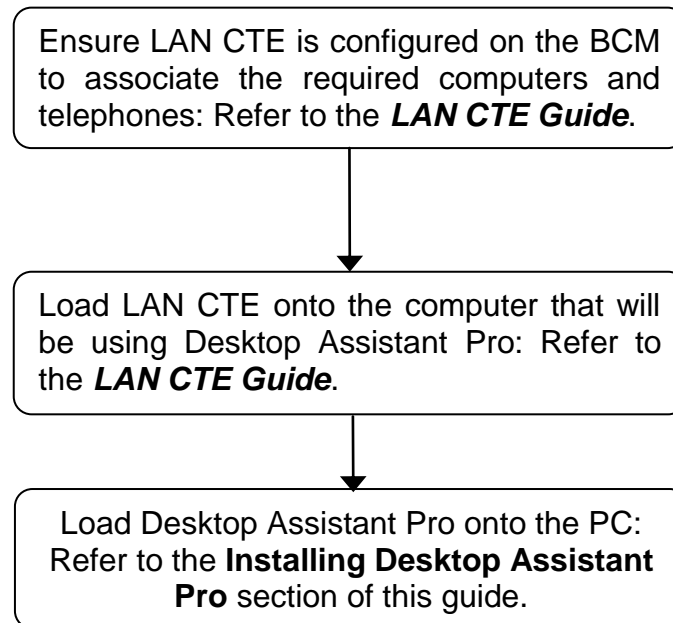 Ensure LAN CTE is configured on the BCM
to associate the required computers and
telephones: Refer to the LAN CTE Guide.
Load LAN CTE onto the computer that will
be using Desktop Assistant Pro: Refer to
the LAN CTE Guide.
Load Desktop Assistant Pro onto the PC:
Refer to the Installing Desktop Assistant
Pro section of this guide.